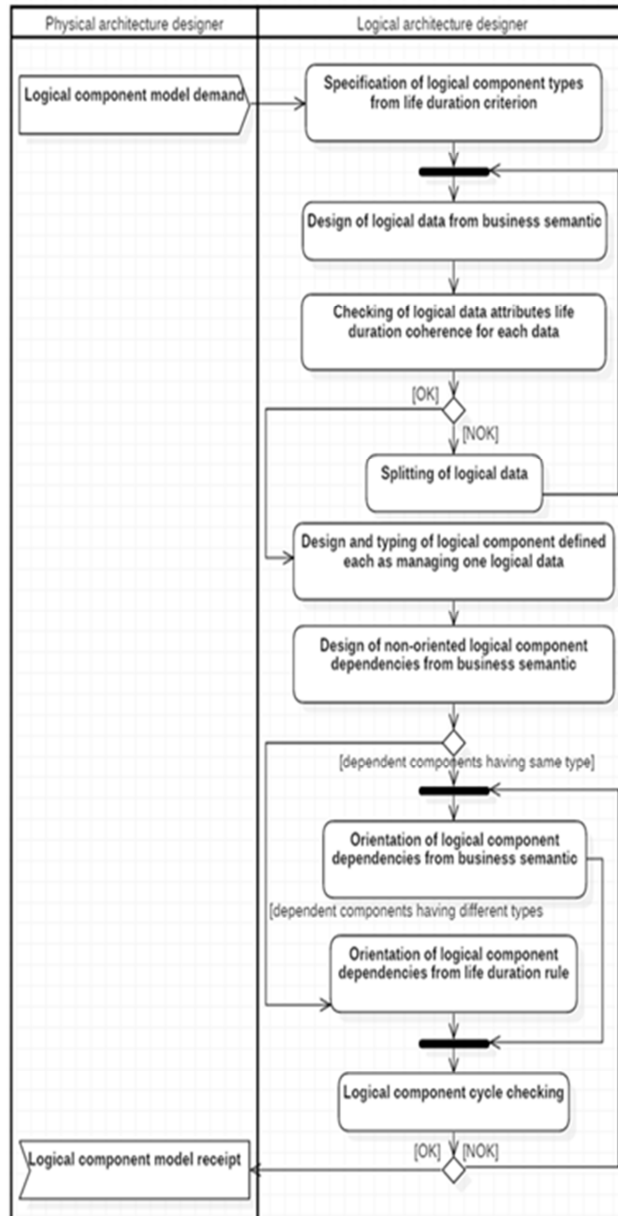 Physical architecture designer
Logical architecture designer
Logical component model demand
Specification of logical component types
from life duration criterion
Design of logical data from business semantic
Checking of logical data attributes life
duration coherence for each data
[OK]
[NOK]
Splitting of logical data
Design and typing of logical component defined
each as managing one logical data
Design of non-oriented logical component
dependencies from business semantic
[dependent components having same type]
Orientation of logical component
dependencies from business semantic
[dependent components having different types
Orientation of logical component
dependencies from life duration rule
Logical component cycle checking
[OK]
[NOK]
Logical component model receipt